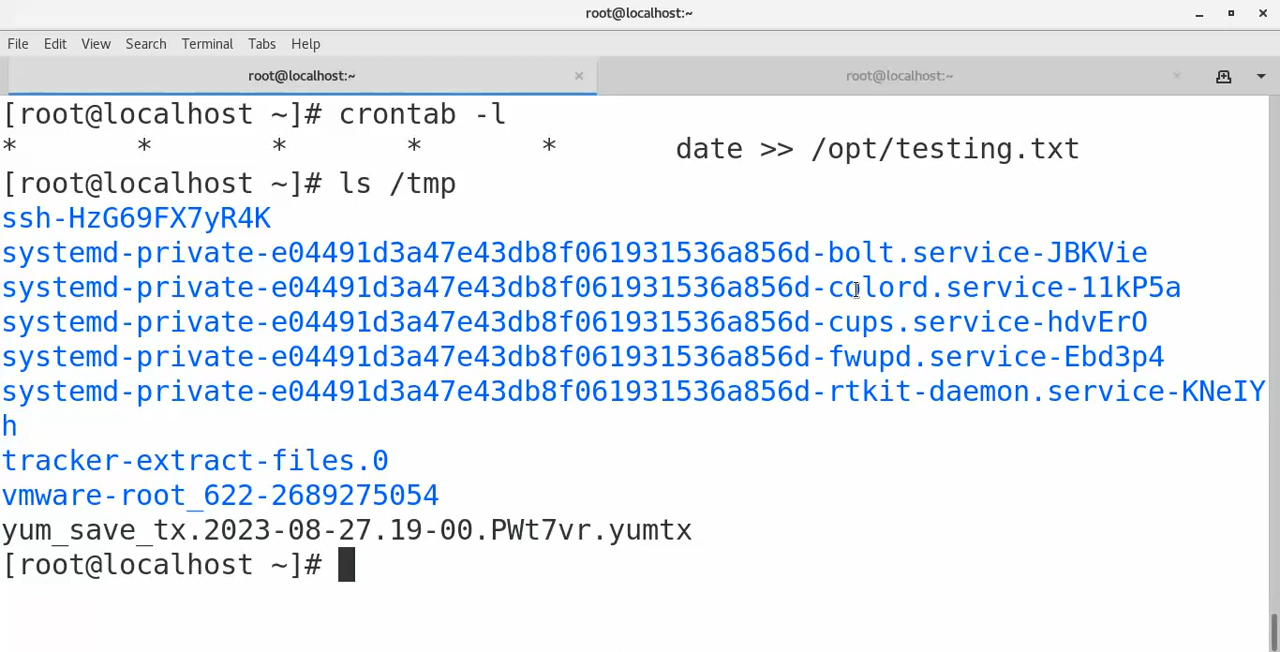 root@localhost:~
File Edit View Search Terminal Tabs Help
root@localhost:~ × root@localhost:~ ×
[root@localhost ~]# crontab -l
* * * * * date >> /opt/testing.txt
[root@localhost ~]# ls /tmp
ssh-HzG69FX7yR4K
systemd-private-e04491d3a47e43db8f061931536a856d-bolt.service-JBKVie
systemd-private-e04491d3a47e43db8f061931536a856d-colord.service-11kP5a
systemd-private-e04491d3a47e43db8f061931536a856d-cups.service-hdvErO
systemd-private-e04491d3a47e43db8f061931536a856d-fwupd.service-Ebd3p4
systemd-private-e04491d3a47e43db8f061931536a856d-rtkit-daemon.service-KNeIY
h
tracker-extract-files.0
vmware-root_622-2689275054
yum_save_tx.2023-08-27.19-00.PWt7vr.yumtx
[root@localhost ~]#